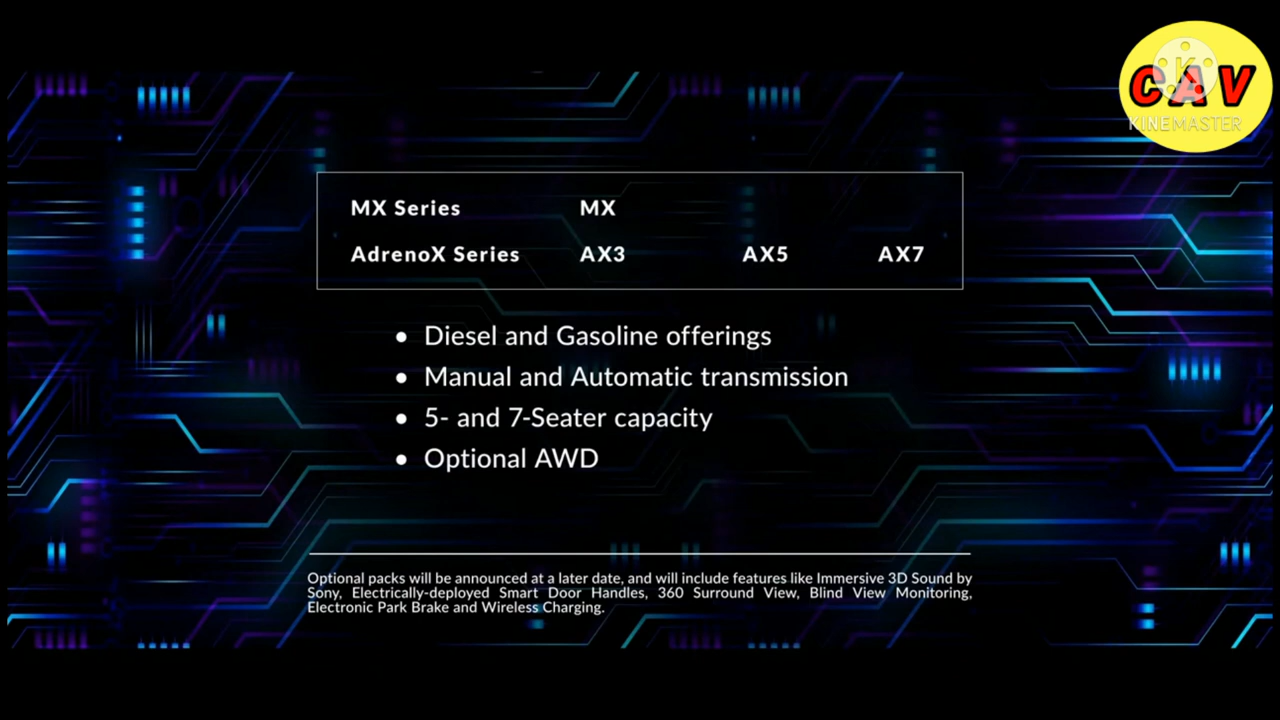 CAV
KINEMASTER
MX Series MX
AdrenoX Series AX3 AX5 AX7
• Diesel and Gasoline offerings
• Manual and Automatic transmission
• 5- and 7-Seater capacity
• Optional AWD
Optional packs will be announced at a later date, and will include features like Immersive 3D Sound by
Sony, Electrically-deployed Smart Door Handles, 360 Surround View, Blind View Monitoring,
Electronic Park Brake and Wireless Charging.